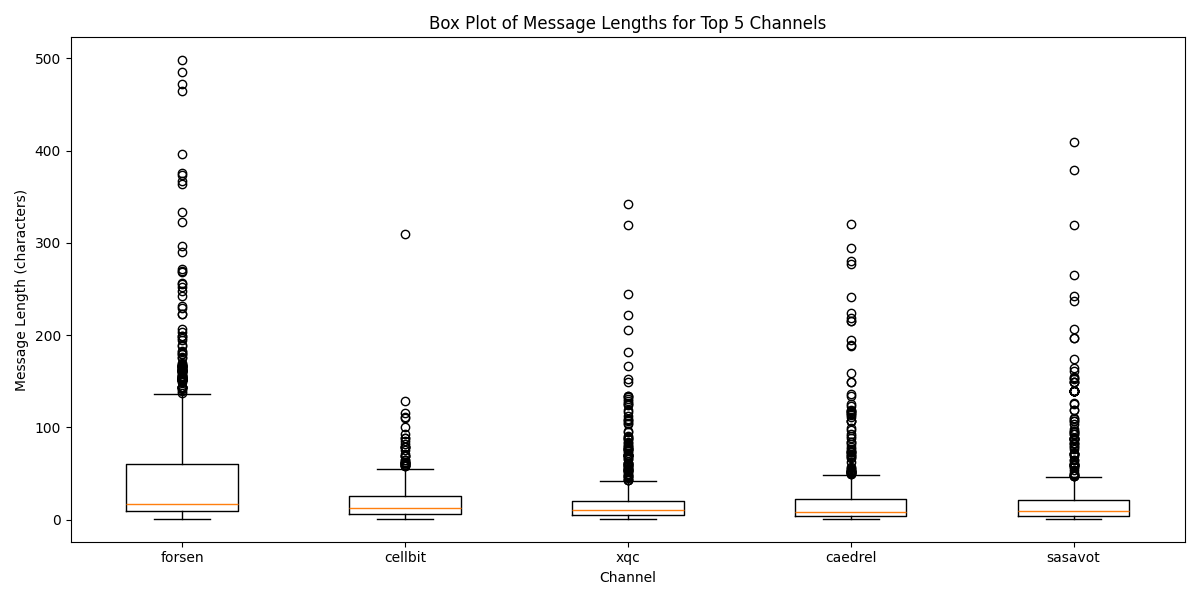 Box Plot of Message Lengths for Top 5 Channels
Message Length (characters)
500
400
300
200
100
0
forsen
cellbit
xqc
caedrel
sasavot
Channel